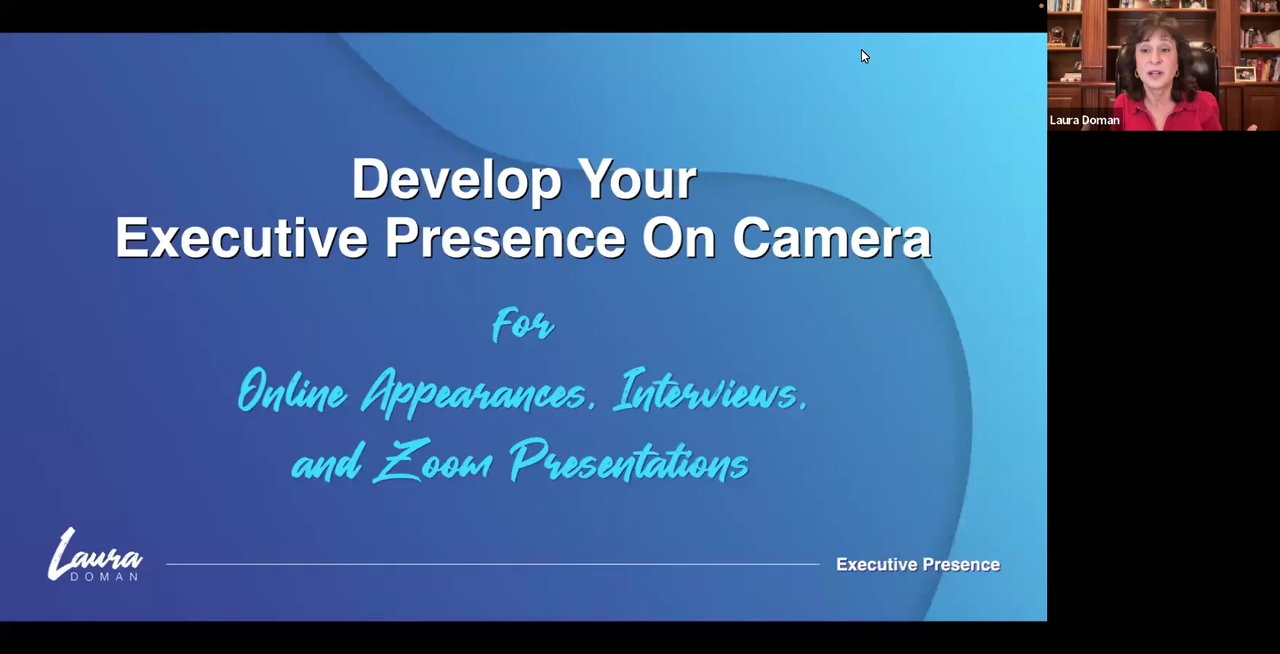 Develop Your
Executive Presence On Camera
For
Online Appearances, Interviews,
and Zoom Presentations
Laura
DOMAN
Executive Presence
Laura Doman